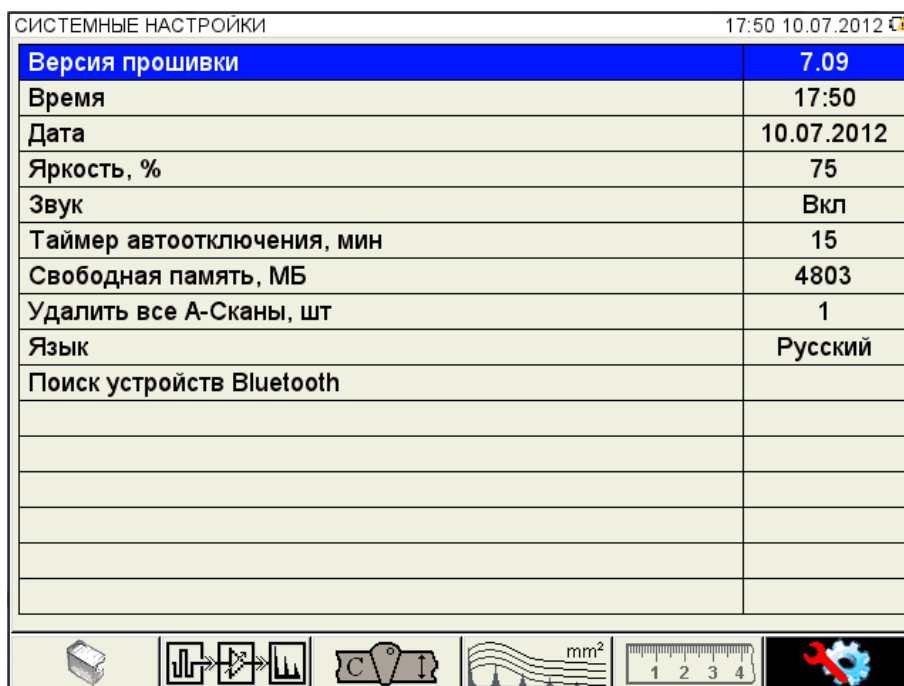 СИСТЕМНЫЕ НАСТРОЙКИ 17:50 10.07.2012
Версия прошивки 7.09
Время 17:50
Дата 10.07.2012
Яркость, % 75
Звук Вкл
Таймер автоотключения, мин 15
Свободная память, МБ 4803
Удалить все А-Сканы, шт 1
Язык Русский
Поиск устройств Bluetooth
C mm² 1 2 3 4